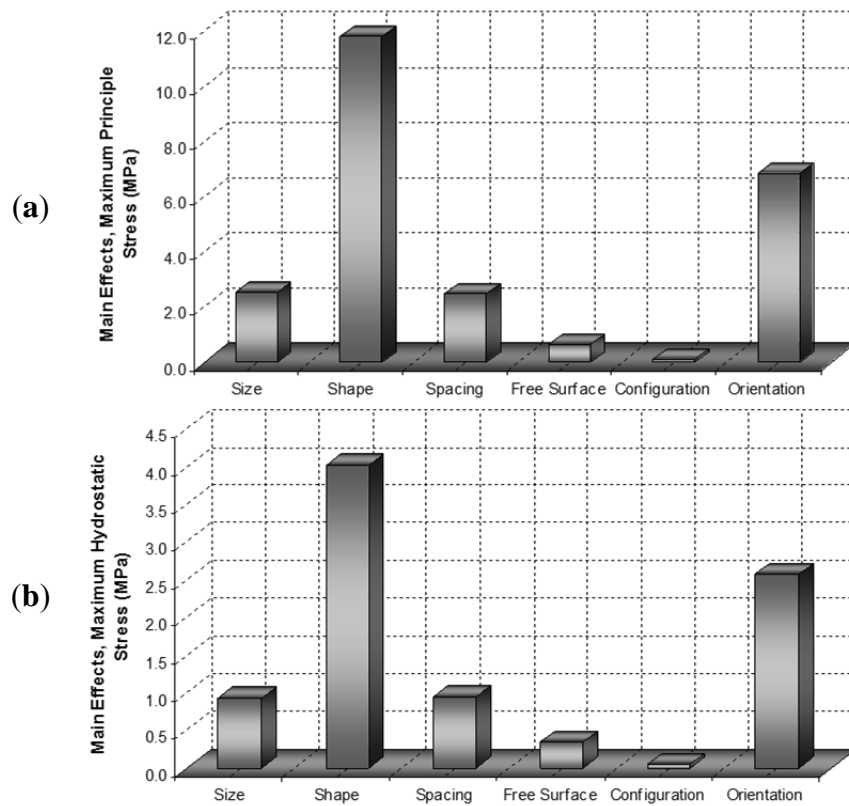 (a)
Main Effects, Maximum Principle
Stress (MPa)
12.0
10.0
8.0
6.0
4.0
2.0
0.0
Size Shape Spacing Free Surface Configuration Orientation
(b)
Main Effects, Maximum Hydrostatic
Stress (MPa)
4.5
4.0
3.5
3.0
2.5
2.0
1.5
1.0
0.5
0.0
Size Shape Spacing Free Surface Configuration Orientation